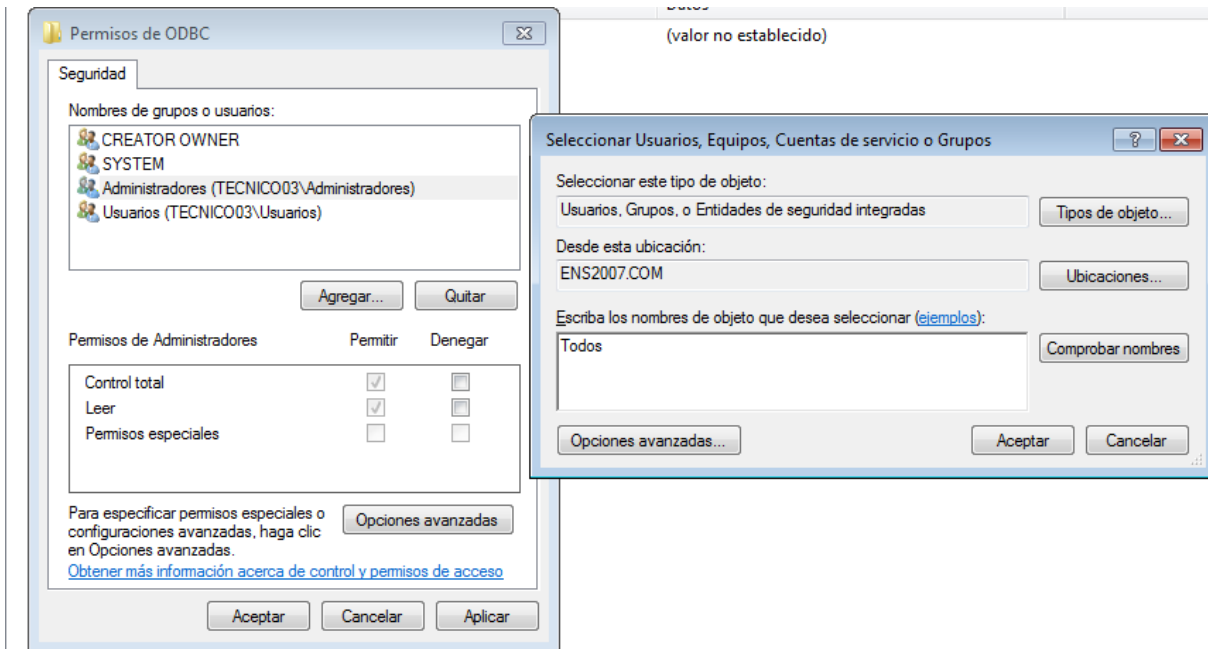 Datos
Permisos de ODBC
(valor no establecido)
Seguridad
Nombres de grupos o usuarios:
CREATOR OWNER
SYSTEM
Administradores (TECNICO03\Administradores)
Usuarios (TECNICO03\Usuarios)
Agregar...
Quitar
Permisos de Administradores
Permitir
Denegar
Control total
Leer
Permisos especiales
Para especificar permisos especiales o
configuraciones avanzadas, haga clic
en Opciones avanzadas.
Opciones avanzadas
Obtener más información acerca de control y permisos de acceso
Aceptar
Cancelar
Aplicar
Seleccionar Usuarios, Equipos, Cuentas de servicio o Grupos
Seleccionar este tipo de objeto:
Usuarios, Grupos, o Entidades de seguridad integradas
Tipos de objeto...
Desde esta ubicación:
ENS2007.COM
Ubicaciones...
Escriba los nombres de objeto que desea seleccionar (ejemplos):
Todos
Comprobar nombres
Opciones avanzadas...
Aceptar
Cancelar